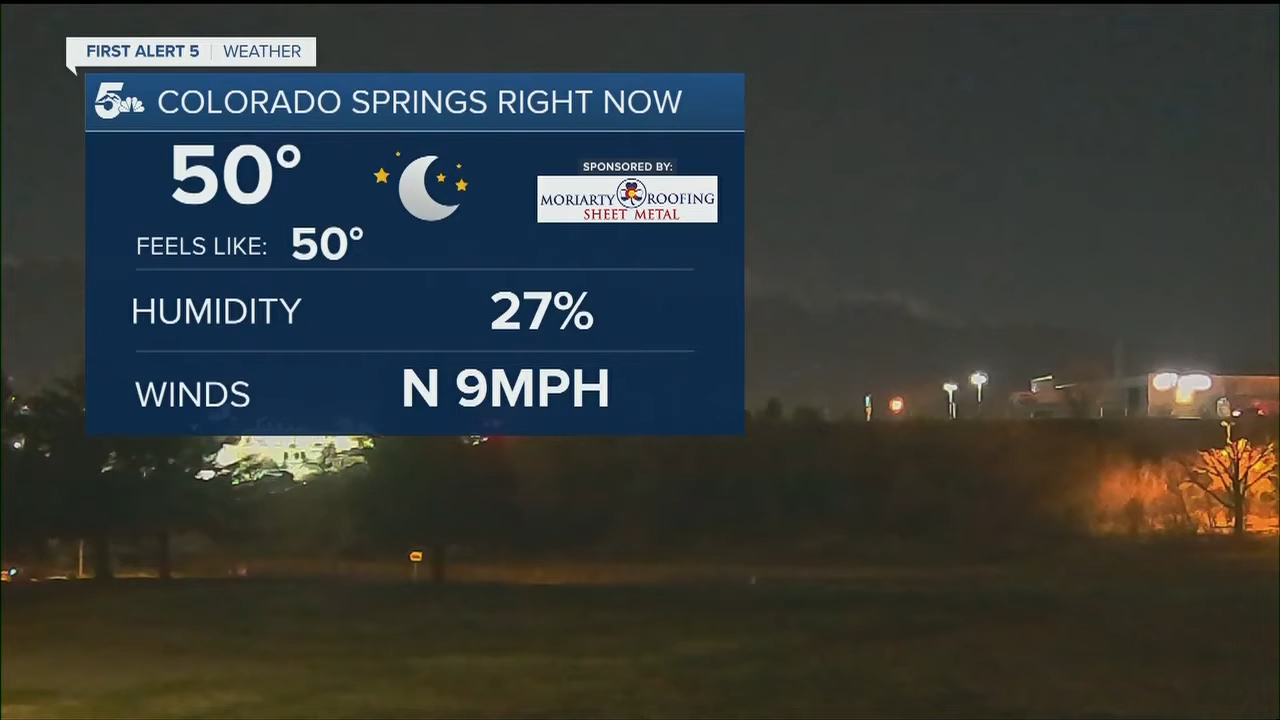 FIRST ALERT 5 | WEATHER
5 COLORADO SPRINGS RIGHT NOW
50°
SPONSORED BY:
MORIARTY ROOFING
SHEET METAL
FEELS LIKE: 50°
HUMIDITY 27%
WINDS N 9MPH